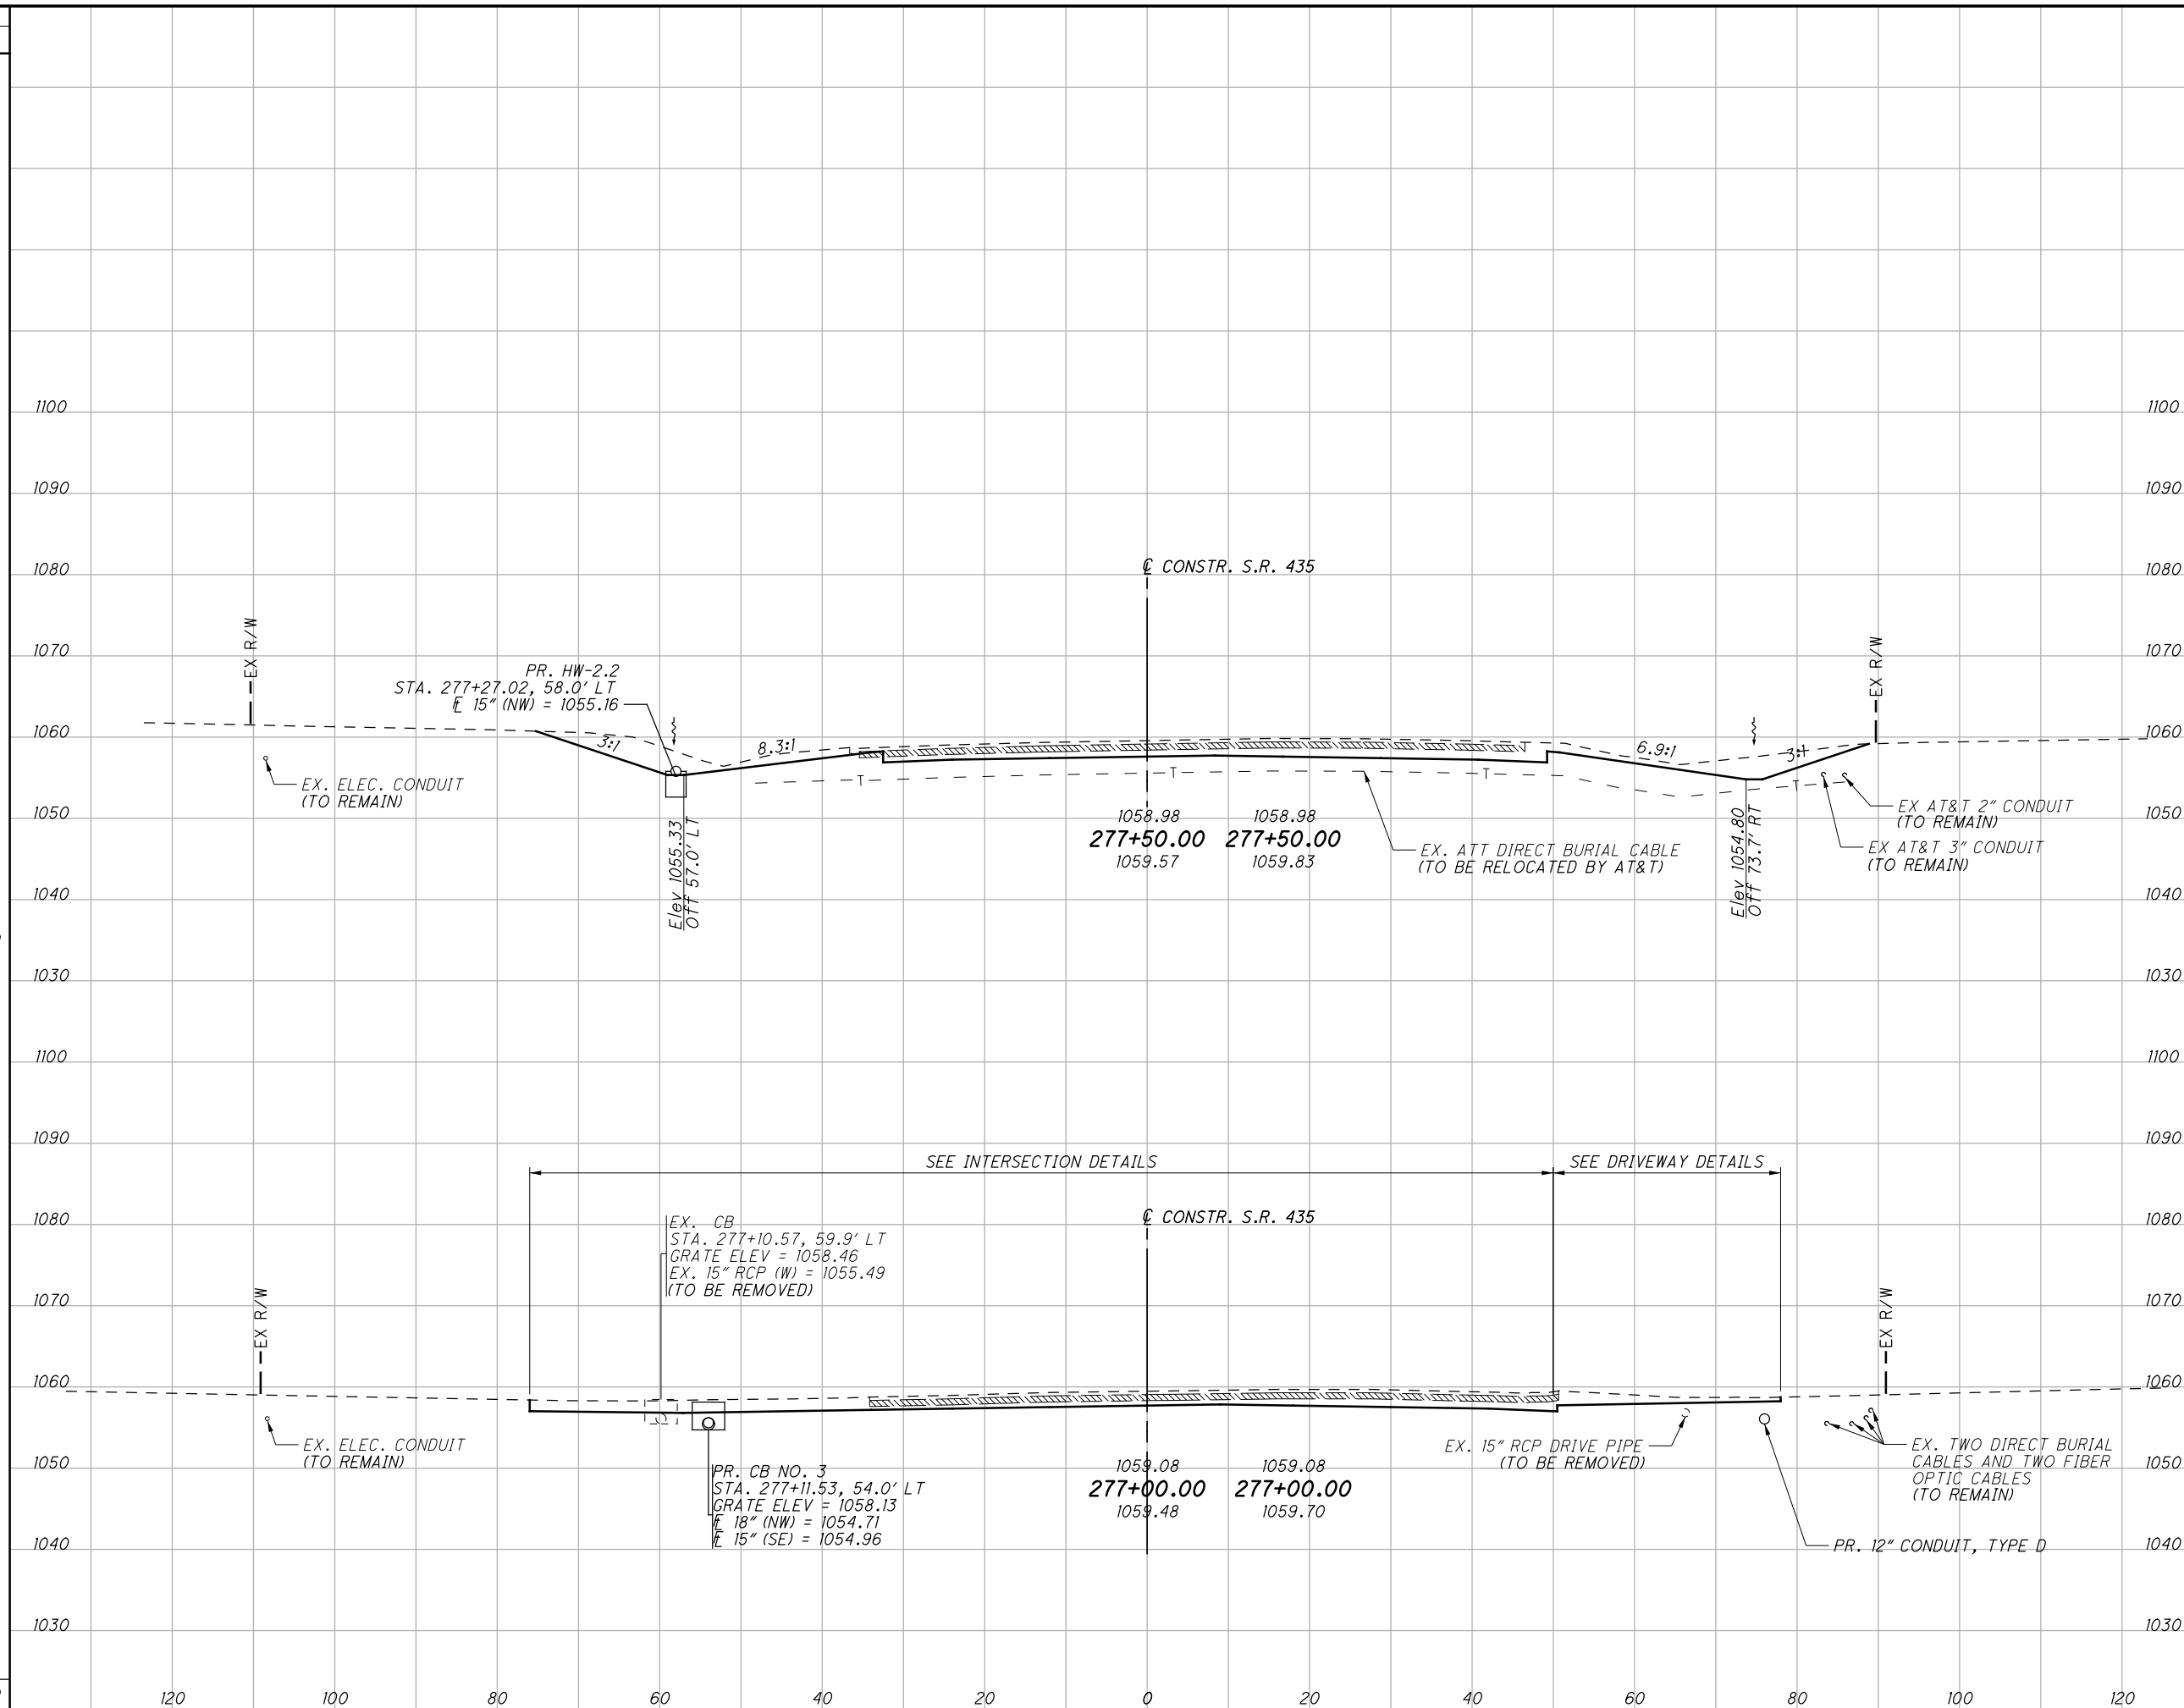 1100 1100
1090 1090
1080 1080
℄ CONSTR. S.R. 435
1070 1070
EX R/W
EX R/W
PR. HW-2.2
STA. 277+27.02, 58.0' LT
15" (NW) = 1055.16
1060 1060
3:1
8.3:1
6.9:1
3:1
EX. ELEC. CONDUIT
(TO REMAIN)
1050 1050
Elev 1055.33
Off 57.0' LT
1058.98 1058.98
277+50.00 277+50.00
1059.57 1059.83
T T T T
EX. ATT DIRECT BURIAL CABLE
(TO BE RELOCATED BY AT&T)
Elev 1054.80
Off 73.7' RT
EX AT&T 2" CONDUIT
(TO REMAIN)
EX AT&T 3" CONDUIT
(TO REMAIN)
1040 1040
1030 1030
1100 1100
1090 1090
SEE INTERSECTION DETAILS
SEE DRIVEWAY DETAILS
1080 1080
℄ CONSTR. S.R. 435
EX. CB
STA. 277+10.57, 59.9' LT
GRATE ELEV = 1058.46
EX. 15" RCP (W) = 1055.49
(TO BE REMOVED)
1070 1070
EX R/W
EX R/W
1060 1060
EX. ELEC. CONDUIT
(TO REMAIN)
1050 1050
PR. CB NO. 3
STA. 277+11.53, 54.0' LT
GRATE ELEV = 1058.13
18" (NW) = 1054.71
15" (SE) = 1054.96
1059.08 1059.08
277+00.00 277+00.00
1059.48 1059.70
EX. 15" RCP DRIVE PIPE
(TO BE REMOVED)
EX. TWO DIRECT BURIAL
CABLES AND TWO FIBER
OPTIC CABLES
(TO REMAIN)
PR. 12" CONDUIT, TYPE D
1040 1040
1030 1030
120 100 80 60 40 20 0 20 40 60 80 100 120